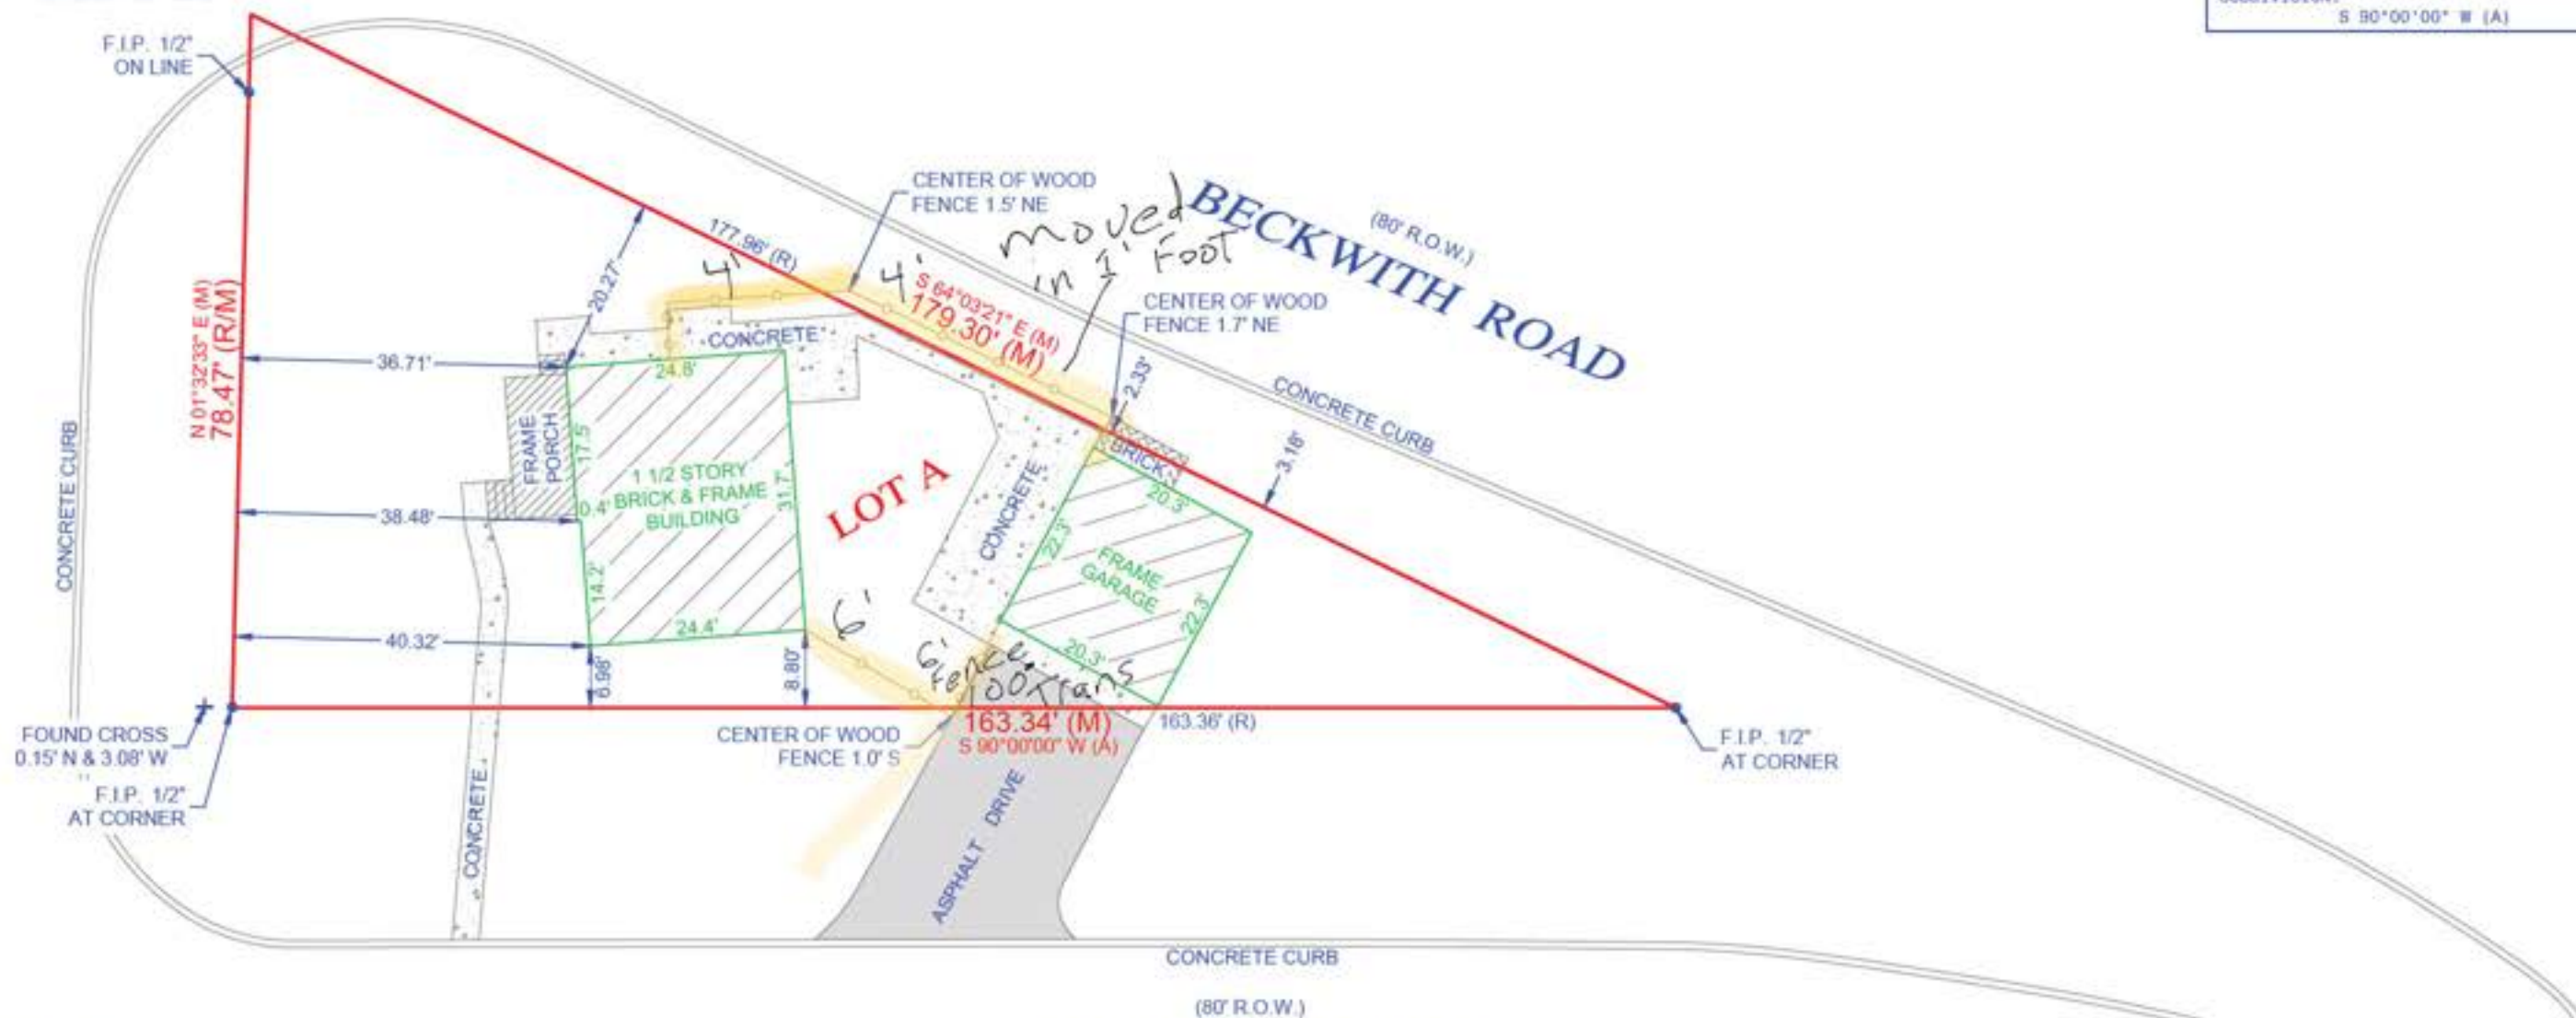 S 90°00'00" W (A)
F.I.P. 1/2"
ON LINE
CENTER OF WOOD
FENCE 1.5' NE
moved
in 1' Foot
BECKWITH ROAD
(80' R.O.W.)
177.96' (R)
4'
4'
S 64°03'21" E (M)
179.30' (M)
CENTER OF WOOD
FENCE 1.7' NE
20.27'
N 01°32'33" E (M)
78.47' (R/M)
CONCRETE
36.71'
24.8'
2.33'
CONCRETE CURB
3.18'
CONCRETE CURB
FRAME
PORCH
17.5'
1 1/2 STORY
BRICK & FRAME
BUILDING
31.7'
0.4'
LOT A
CONCRETE
BRICK
20.3'
22.3'
FRAME
GARAGE
22.3'
20.3'
38.48'
14.2'
24.4'
40.32'
6.98'
8.80'
6'
6'
fence
FOUND CROSS
0.15' N & 3.08' W
F.I.P. 1/2"
AT CORNER
CENTER OF WOOD
FENCE 1.0' S
163.34' (M)
S 90°00'00" W (A)
163.36' (R)
F.I.P. 1/2"
AT CORNER
CONCRETE
ASPHALT DRIVE
CONCRETE CURB
(80' R.O.W.)